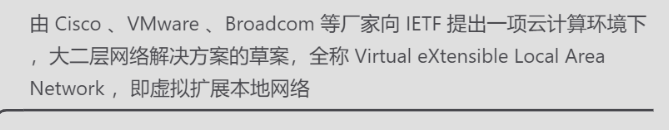 由 Cisco 、VMware 、Broadcom 等厂家向 IETF 提出一项云计算环境下
，大二层网络解决方案的草案，全称 Virtual eXtensible Local Area
Network ，即虚拟扩展本地网络